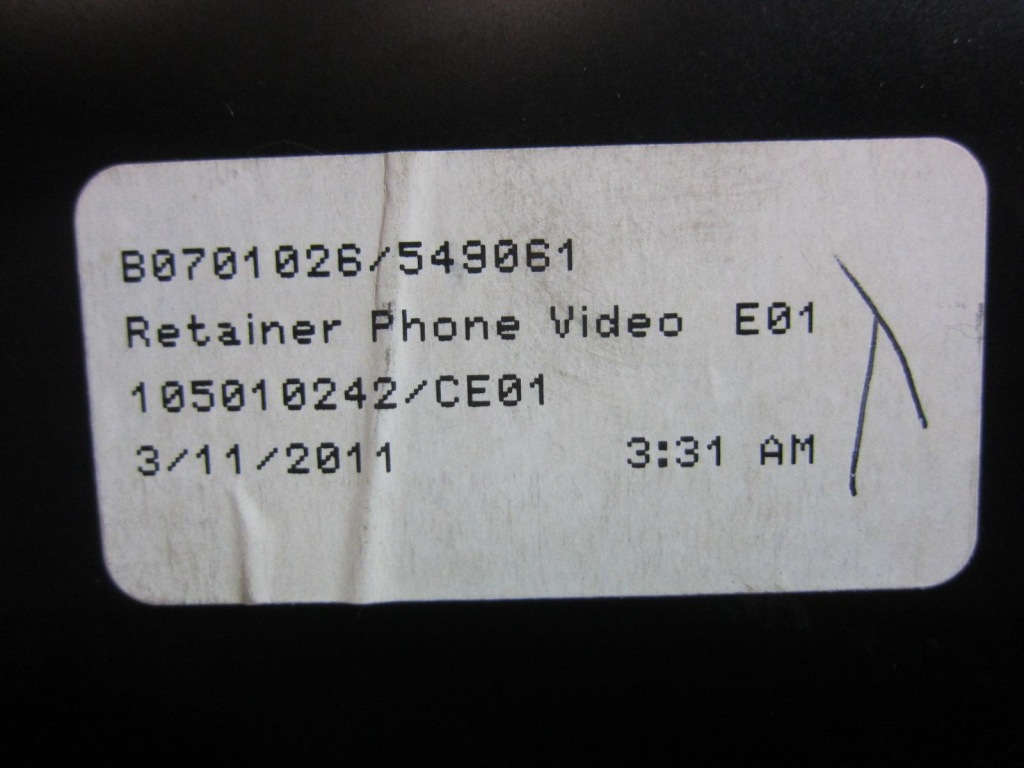 B0701026/549061
Retainer Phone Video E01
105010242/CE01
3/11/2011 3:31 AM